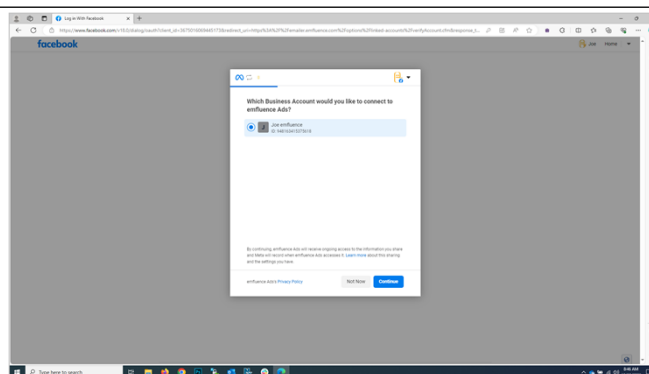 Log in With Facebook
facebook
Joe Home
Which Business Account would you like to connect to
emfluence Ads?
J
Joe emfluence
By continuing, emfluence Ads will receive ongoing access to the information you share
and Meta will record when emfluence Ads accesses it. Learn more about this sharing
and the settings you have.
emfluence Ads's Privacy Policy
Not Now
Continue
Type here to search
9:46 AM